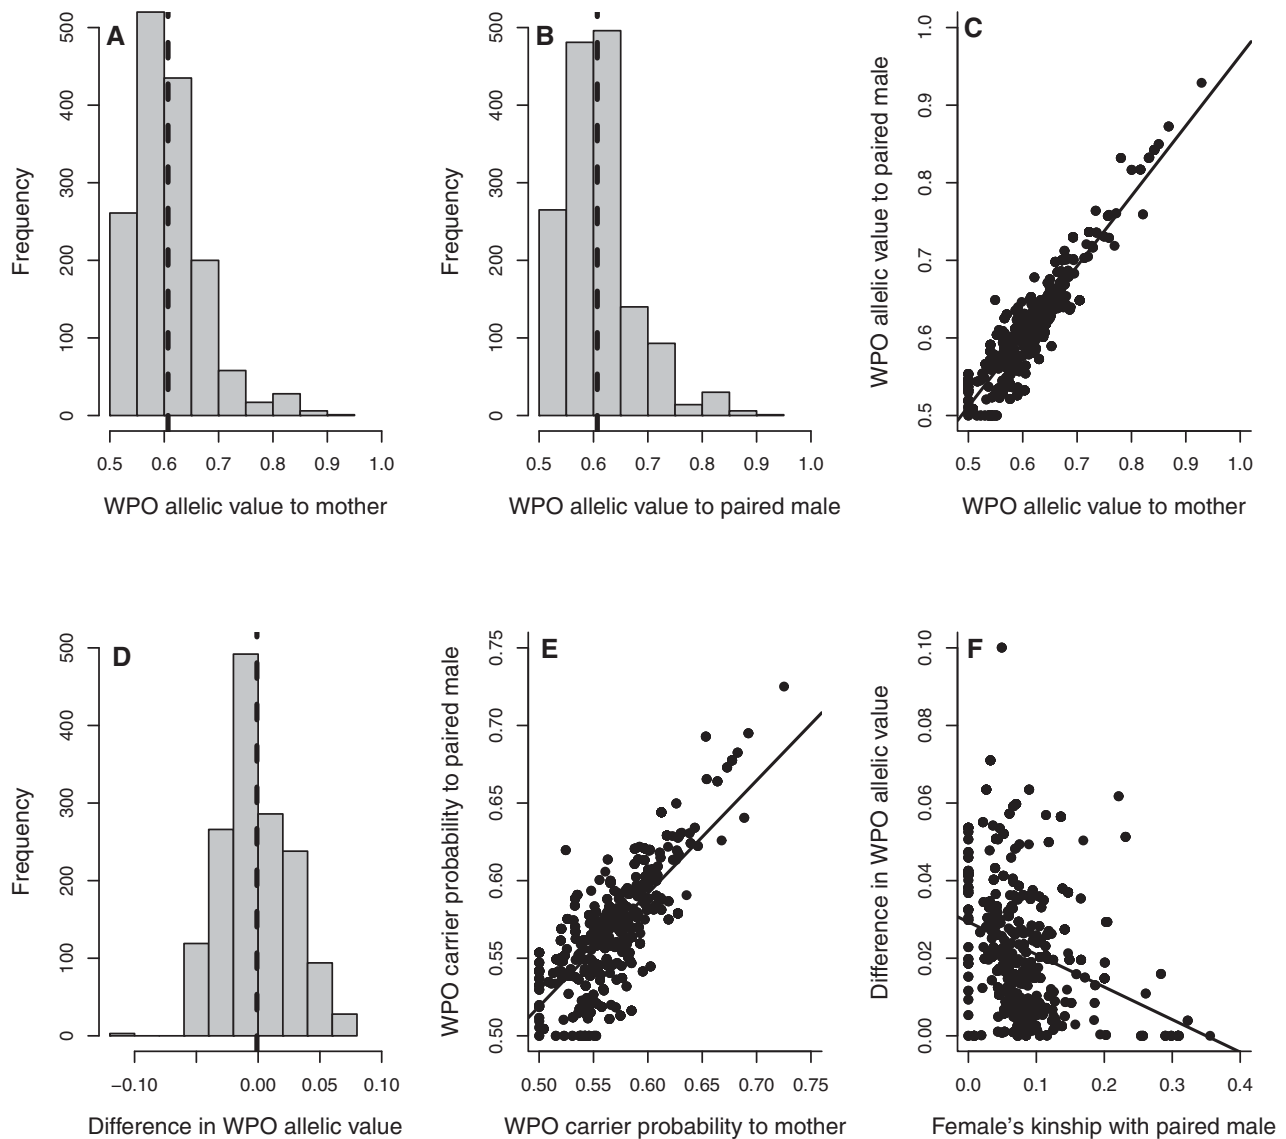 A
500
400
300
200
100
0
Frequency
0.5 0.6 0.7 0.8 0.9 1.0
WPO allelic value to mother
B
500
400
300
200
100
0
Frequency
0.5 0.6 0.7 0.8 0.9 1.0
WPO allelic value to paired male
C
1.0
0.9
0.8
0.7
0.6
0.5
WPO allelic value to paired male
0.5 0.6 0.7 0.8 0.9 1.0
WPO allelic value to mother
D
500
400
300
200
100
0
Frequency
−0.10 0.00 0.05 0.10
Difference in WPO allelic value
E
0.75
0.70
0.65
0.60
0.55
0.50
WPO carrier probability to paired male
0.50 0.55 0.60 0.65 0.70 0.75
WPO carrier probability to mother
F
0.10
0.08
0.06
0.04
0.02
0.00
Difference in WPO allelic value
0.0 0.1 0.2 0.3 0.4
Female's kinship with paired male